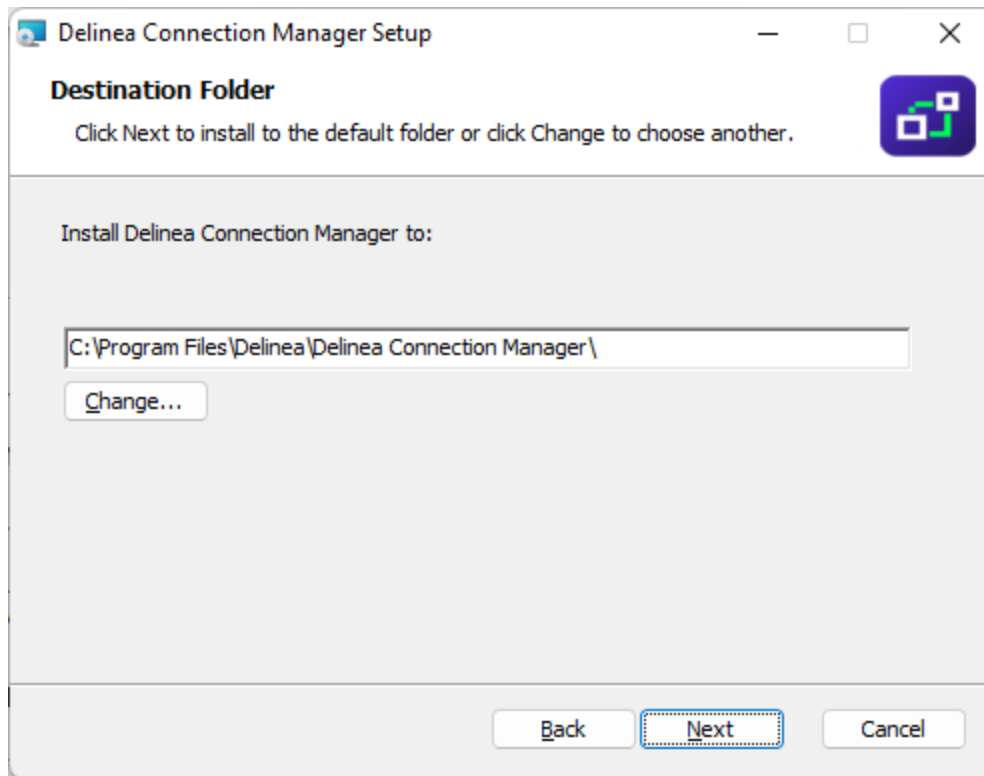 Delinea Connection Manager Setup
Destination Folder
Click Next to install to the default folder or click Change to choose another.
Install Delinea Connection Manager to:
C:\Program Files\Delinea\Delinea Connection Manager\
Change...
Back Next Cancel